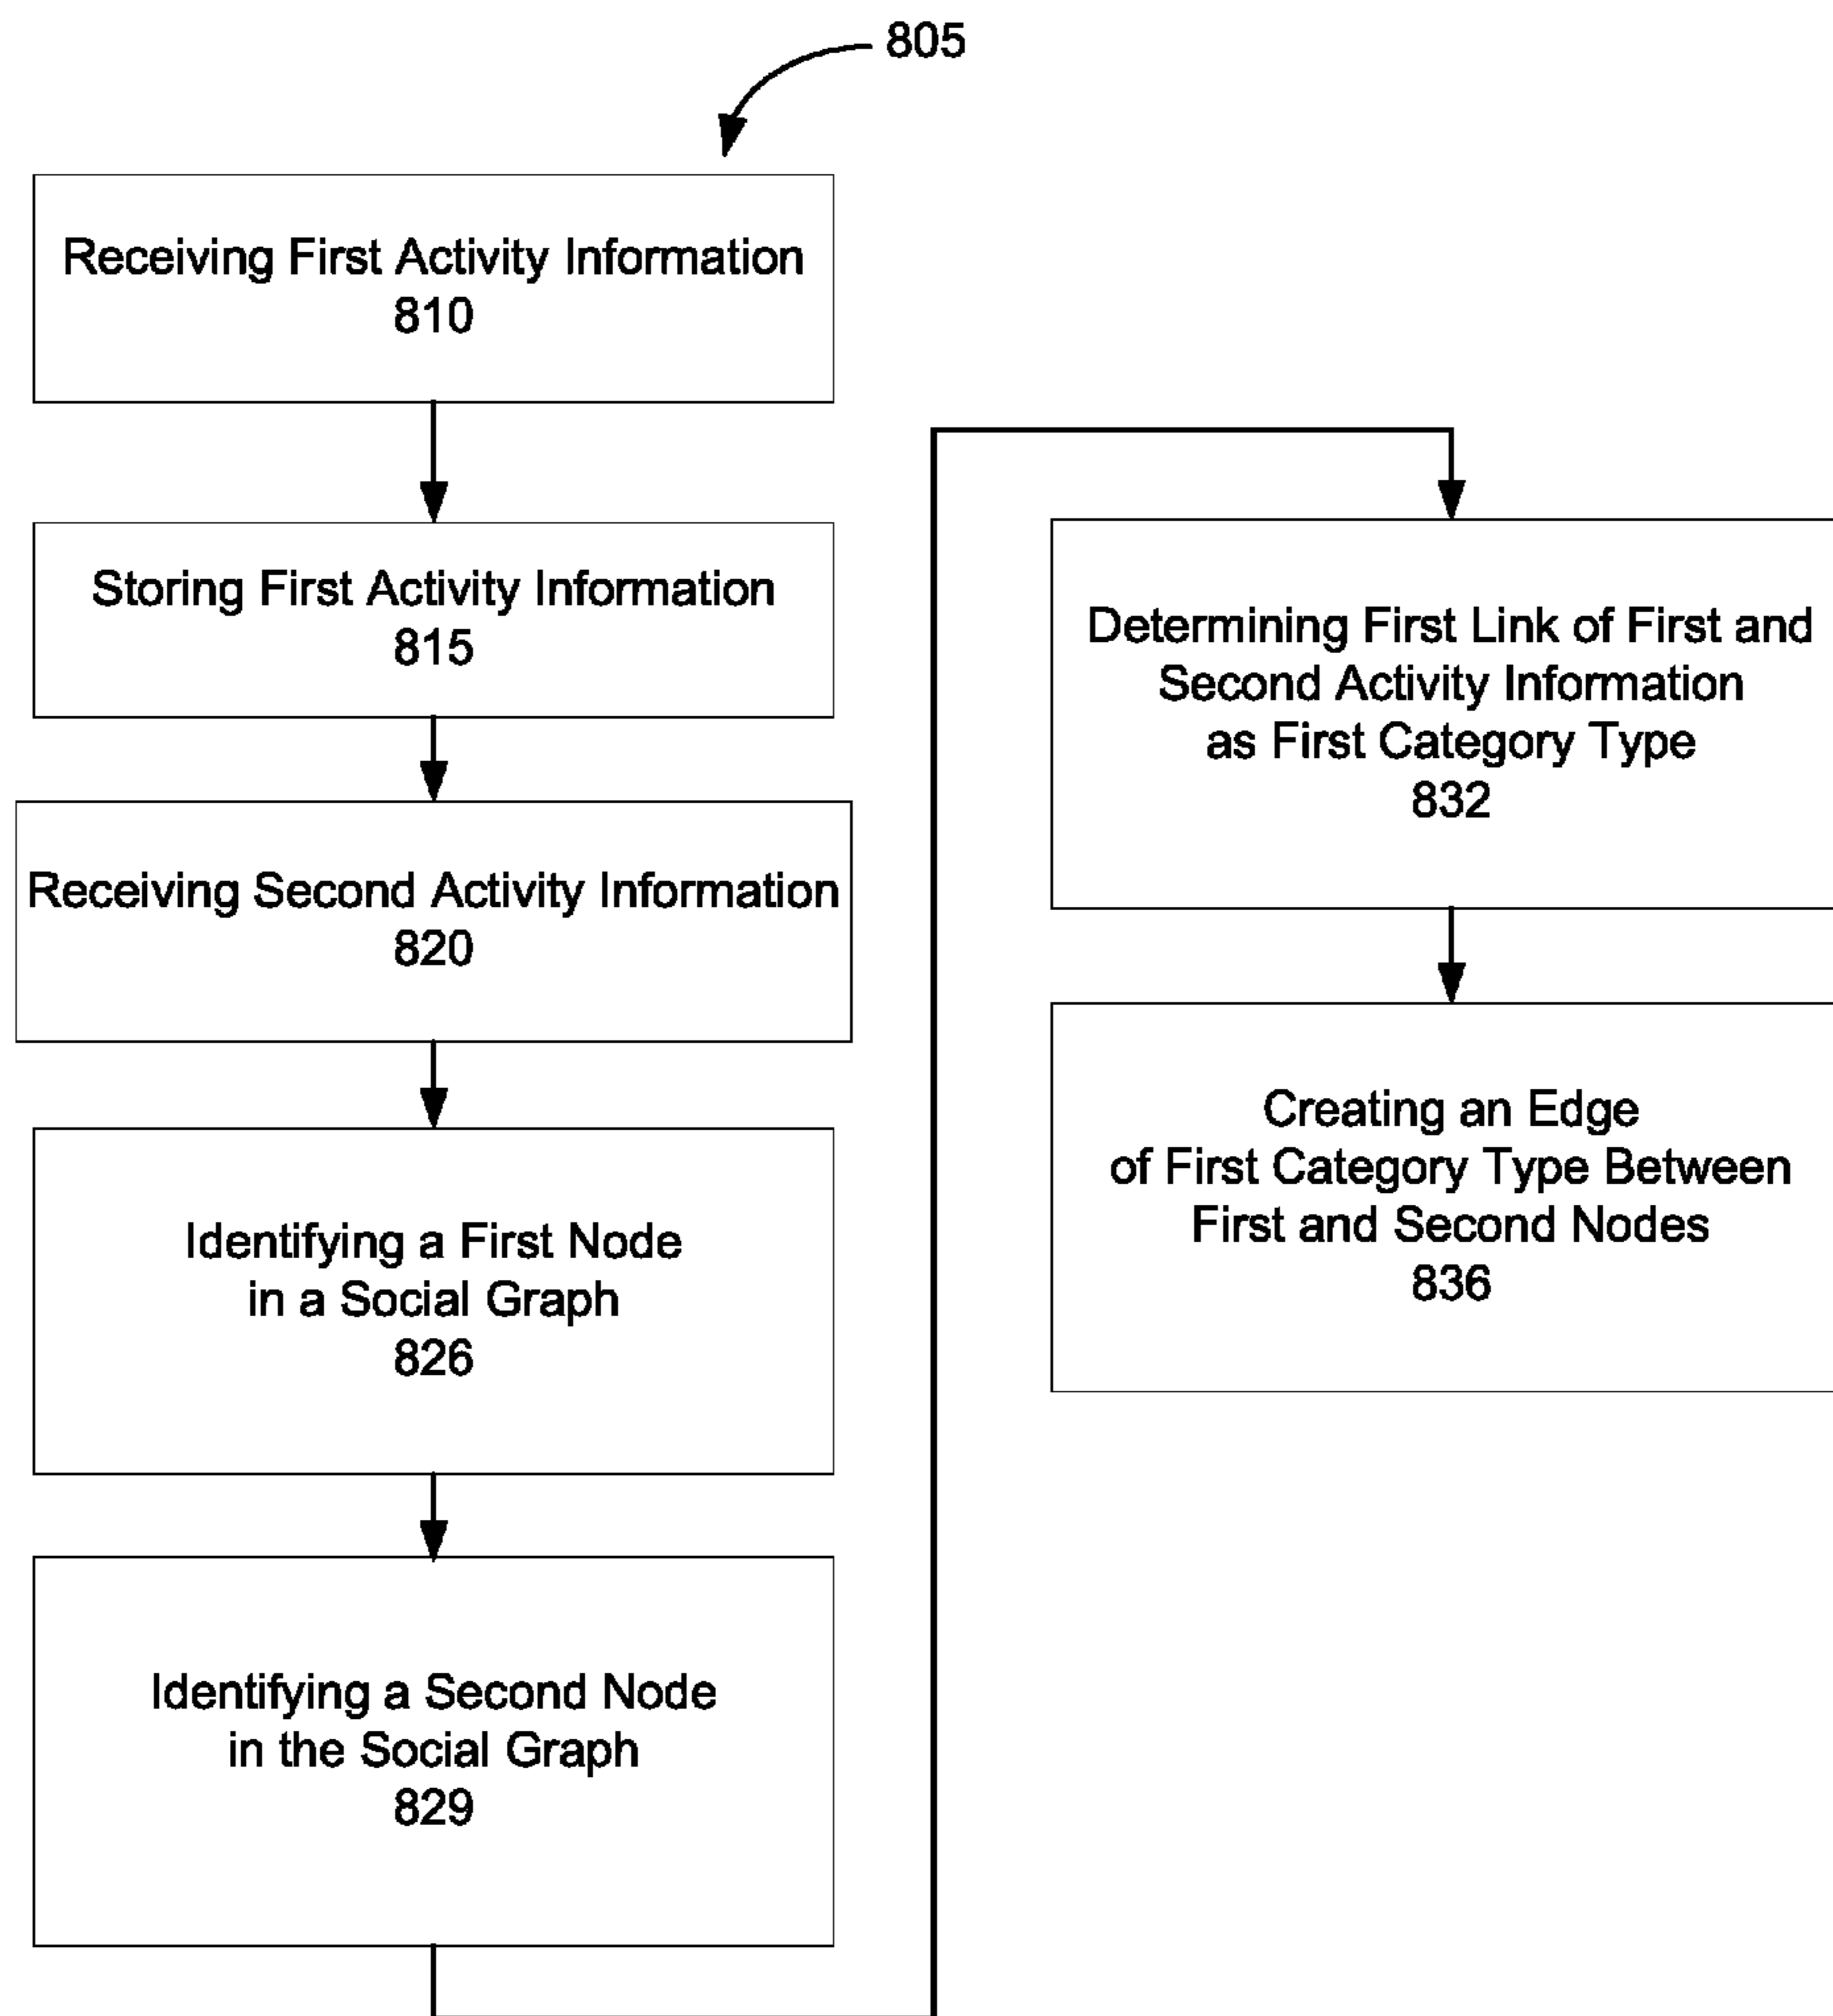 805
Receiving First Activity Information
810
Storing First Activity Information
815
Receiving Second Activity Information
820
Identifying a First Node
in a Social Graph
826
Identifying a Second Node
in the Social Graph
829
Determining First Link of First and
Second Activity Information
as First Category Type
832
Creating an Edge
of First Category Type Between
First and Second Nodes
836